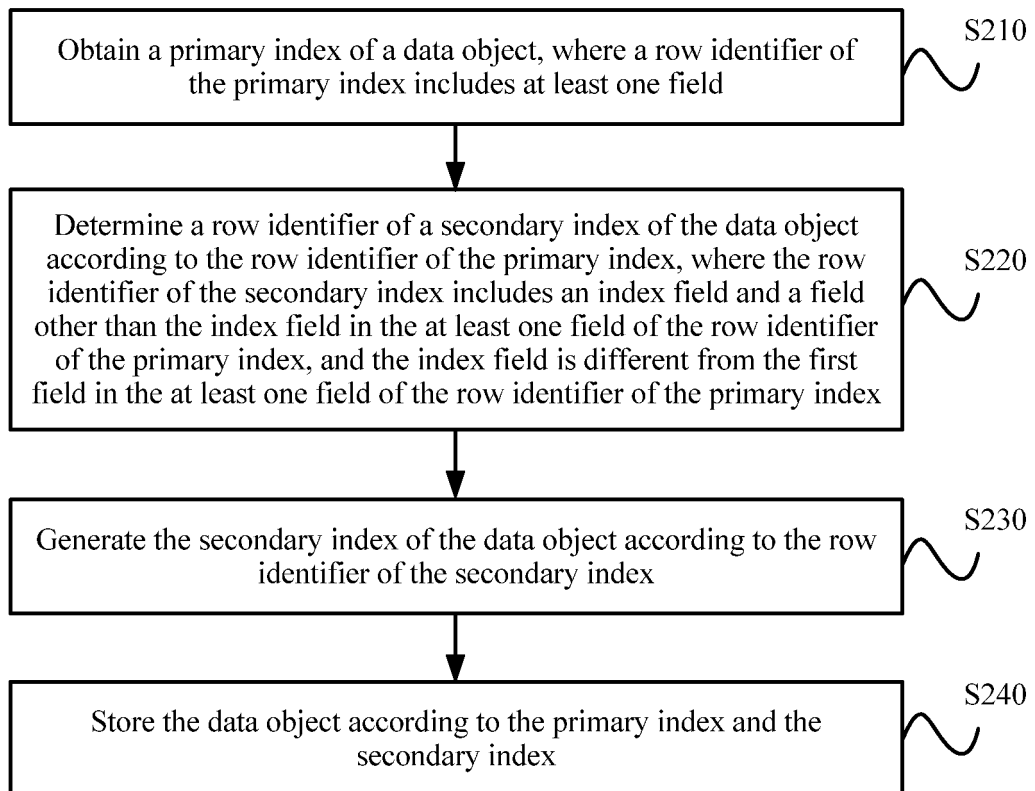 Obtain a primary index of a data object, where a row identifier of
the primary index includes at least one field
S210
Determine a row identifier of a secondary index of the data object
according to the row identifier of the primary index, where the row
identifier of the secondary index includes an index field and a field
other than the index field in the at least one field of the row identifier
of the primary index, and the index field is different from the first
field in the at least one field of the row identifier of the primary index
S220
Generate the secondary index of the data object according to the row
identifier of the secondary index
S230
Store the data object according to the primary index and the
secondary index
S240